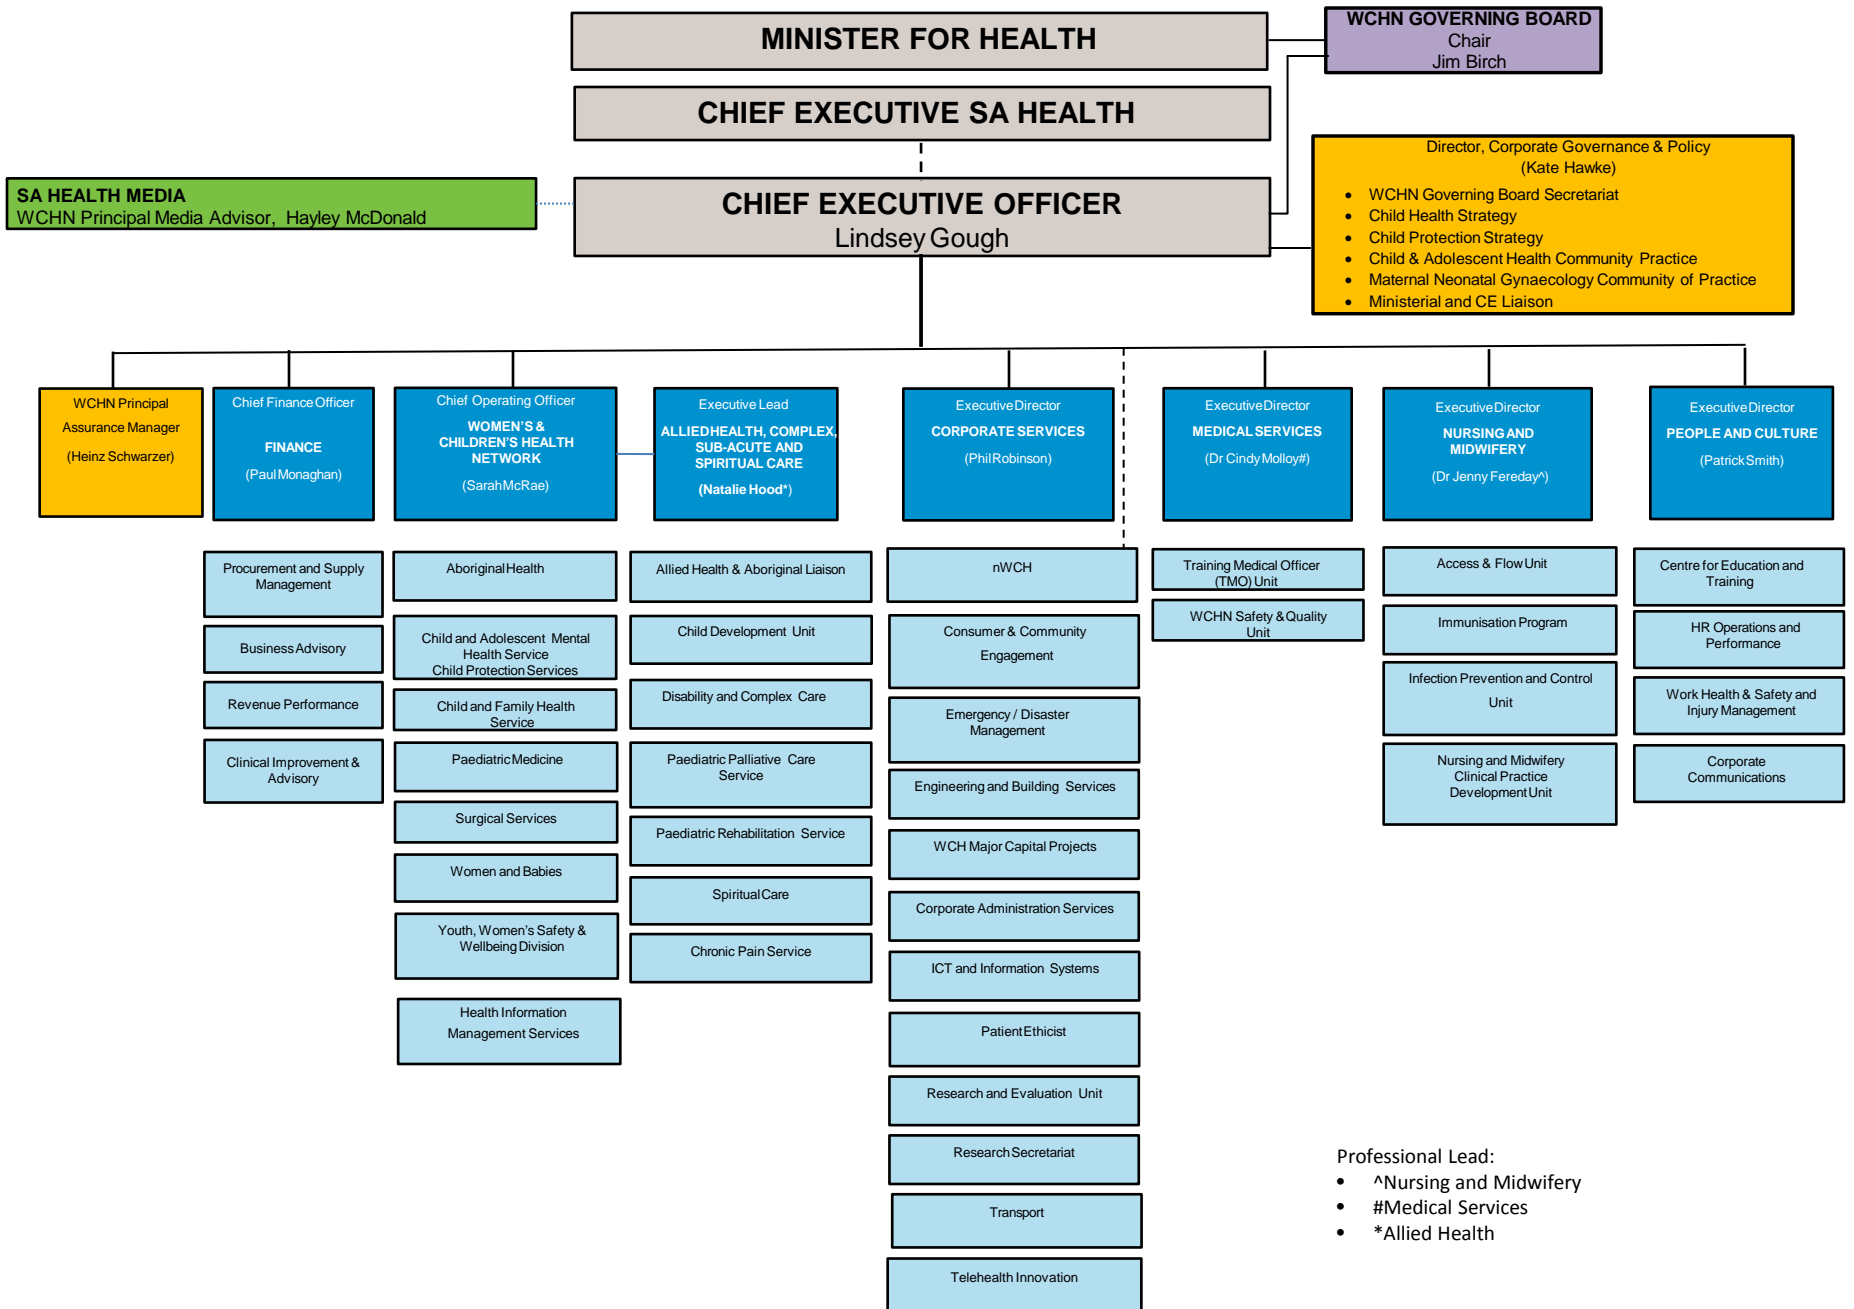 MINISTER FOR HEALTH
WCHN GOVERNING BOARD
Chair
Jim Birch
CHIEF EXECUTIVE SA HEALTH
Director, Corporate Governance & Policy
(Kate Hawke)
• WCHN Governing Board Secretariat
• Child Health Strategy
• Child Protection Strategy
• Child & Adolescent Health Community Practice
• Maternal Neonatal Gynaecology Community of Practice
• Ministerial and CE Liaison
SA HEALTH MEDIA
WCHN Principal Media Advisor, Hayley McDonald
CHIEF EXECUTIVE OFFICER
Lindsey Gough
WCHN Principal
Assurance Manager
(Heinz Schwarzer)
Chief Finance Officer
FINANCE
(Paul Monaghan)
Chief Operating Officer
WOMEN'S &
CHILDREN'S HEALTH
NETWORK
(Sarah McRae)
Executive Lead
ALLIED HEALTH, COMPLEX,
SUB-ACUTE AND
SPIRITUAL CARE
(Natalie Hood*)
Executive Director
CORPORATE SERVICES
(Phil Robinson)
Executive Director
MEDICAL SERVICES
(Dr Cindy Molloy#)
Executive Director
NURSING AND
MIDWIFERY
(Dr Jenny Fereday^)
Executive Director
PEOPLE AND CULTURE
(Patrick Smith)
Procurement and Supply
Management
Business Advisory
Revenue Performance
Clinical Improvement &
Advisory
Aboriginal Health
Child and Adolescent Mental
Health Service
Child Protection Services
Child and Family Health
Service
Paediatric Medicine
Surgical Services
Women and Babies
Youth, Women's Safety &
Wellbeing Division
Health Information
Management Services
Allied Health & Aboriginal Liaison
Child Development Unit
Disability and Complex Care
Paediatric Palliative Care
Service
Paediatric Rehabilitation Service
Spiritual Care
Chronic Pain Service
nWCH
Consumer & Community
Engagement
Emergency / Disaster
Management
Engineering and Building Services
WCH Major Capital Projects
Corporate Administration Services
ICT and Information Systems
Patient Ethicist
Research and Evaluation Unit
Research Secretariat
Transport
Telehealth Innovation
Training Medical Officer
(TMO) Unit
WCHN Safety & Quality
Unit
Access & Flow Unit
Immunisation Program
Infection Prevention and Control
Unit
Nursing and Midwifery
Clinical Practice
Development Unit
Centre for Education and
Training
HR Operations and
Performance
Work Health & Safety and
Injury Management
Corporate
Communications
Professional Lead:
• ^Nursing and Midwifery
• #Medical Services
• *Allied Health